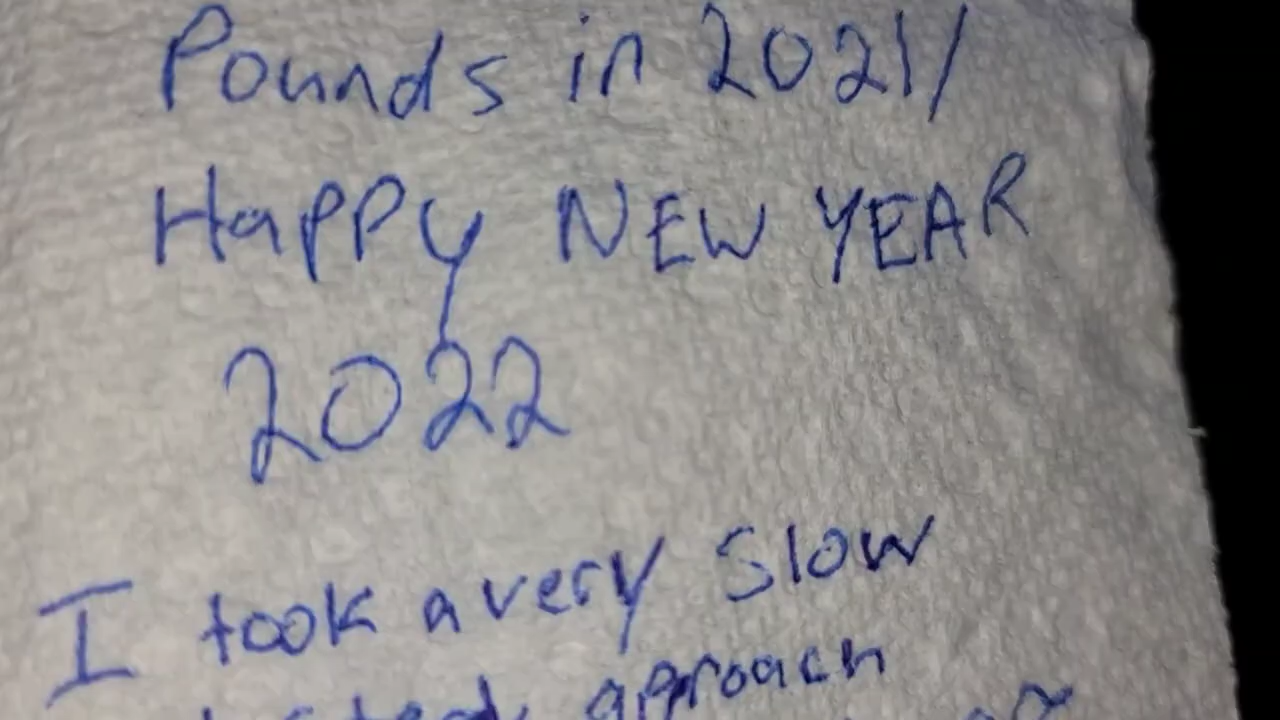 Pounds in 2021/
Happy NEW YEAR
2022
I took a very slow
approach